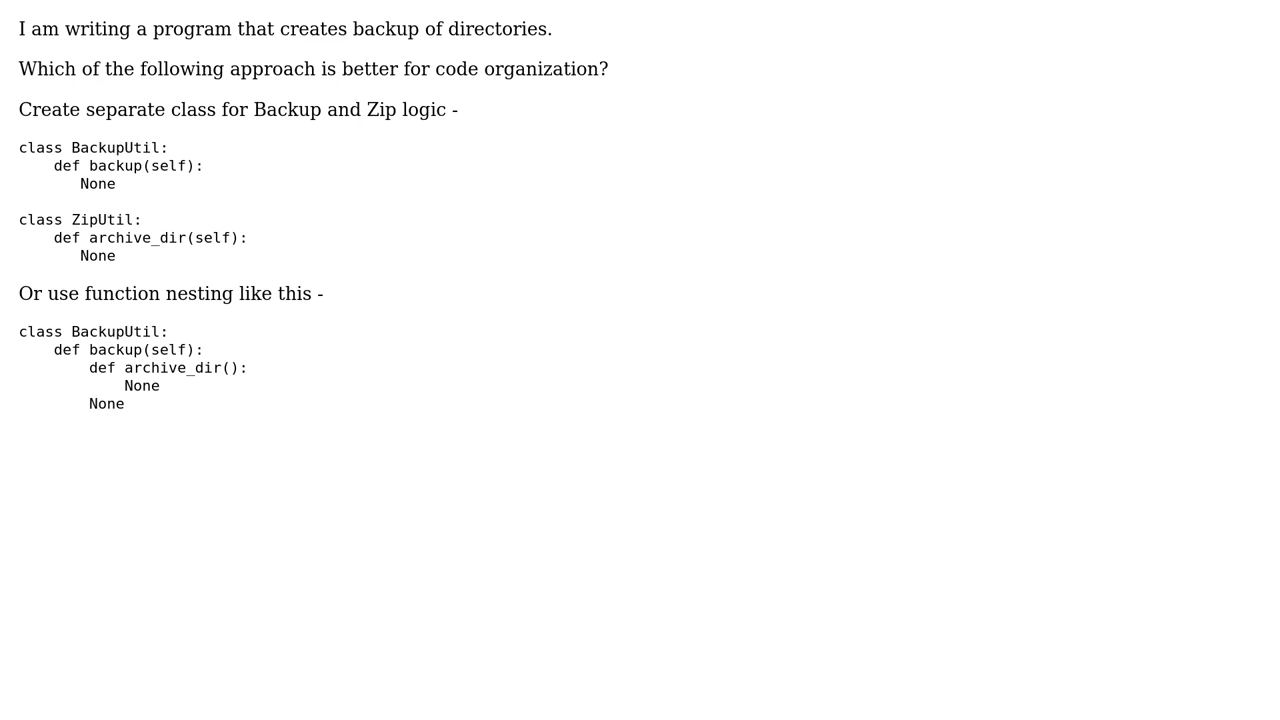 I am writing a program that creates backup of directories.
Which of the following approach is better for code organization?
Create separate class for Backup and Zip logic -
class BackupUtil:
    def backup(self):
       None
class ZipUtil:
    def archive_dir(self):
       None
Or use function nesting like this -
class BackupUtil:
    def backup(self):
        def archive_dir():
            None
        None